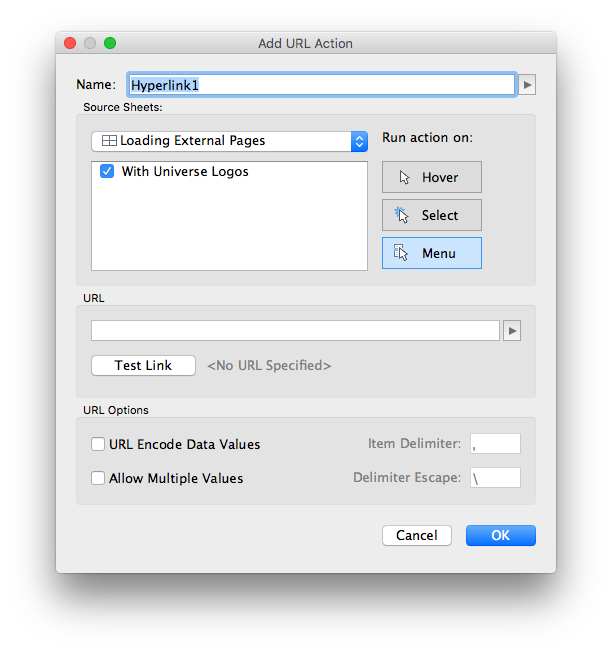 Add URL Action
Name: Hyperlink1
Source Sheets:
Loading External Pages
Run action on:
With Universe Logos
Hover
Select
Menu
URL
Test Link <No URL Specified>
URL Options
URL Encode Data Values Item Delimiter: ,
Allow Multiple Values Delimiter Escape: \
Cancel OK